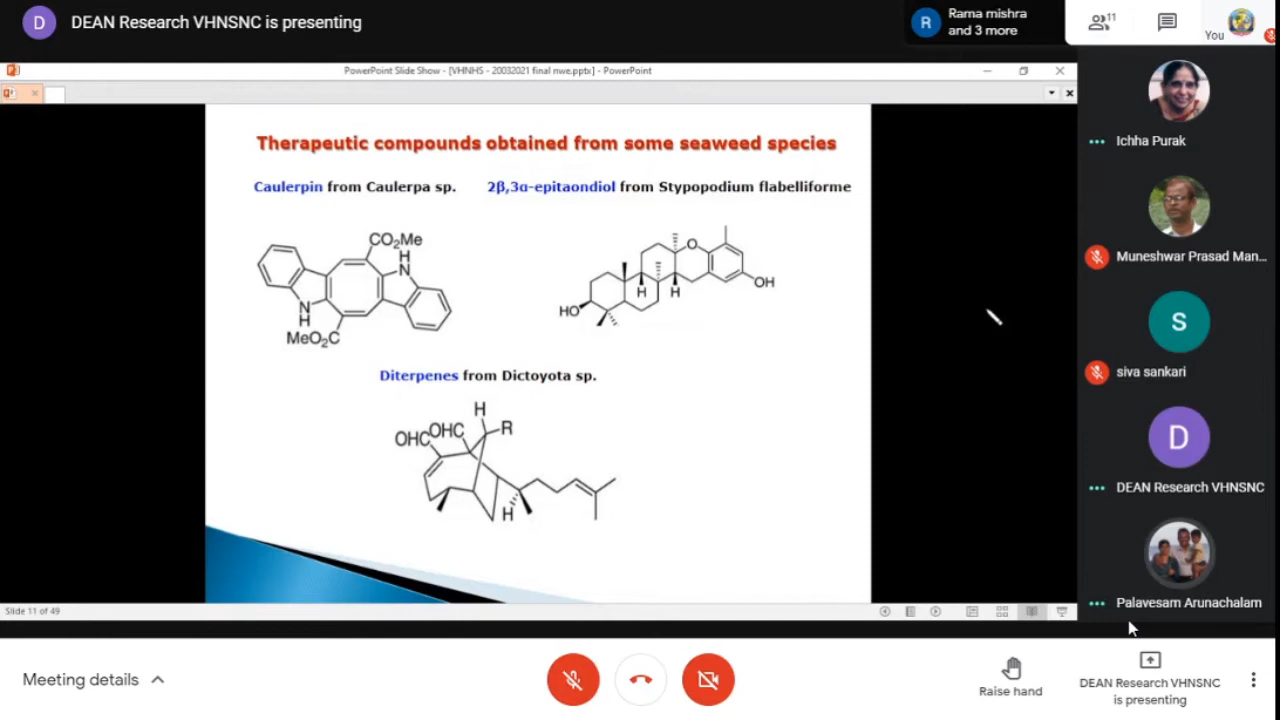 D DEAN Research VHNSNC is presenting
R Rama mishra
and 3 more
11
You
PowerPoint Slide Show - [VHNHS - 20032021 final nwe.pptx] - PowerPoint
Therapeutic compounds obtained from some seaweed species
Caulerpin from Caulerpa sp. 2β,3α-epitaondiol from Stypopodium flabelliforme
CO2Me
H
N
N
H
MeO2C
O
OH
H
H
HO
Diterpenes from Dictoyota sp.
H
OHC OHC R
H
Slide 11 of 49
Ichha Purak
Muneshwar Prasad Man...
S
siva sankari
D
DEAN Research VHNSNC
Palavesam Arunachalam
Meeting details
Raise hand
DEAN Research VHNSNC
is presenting